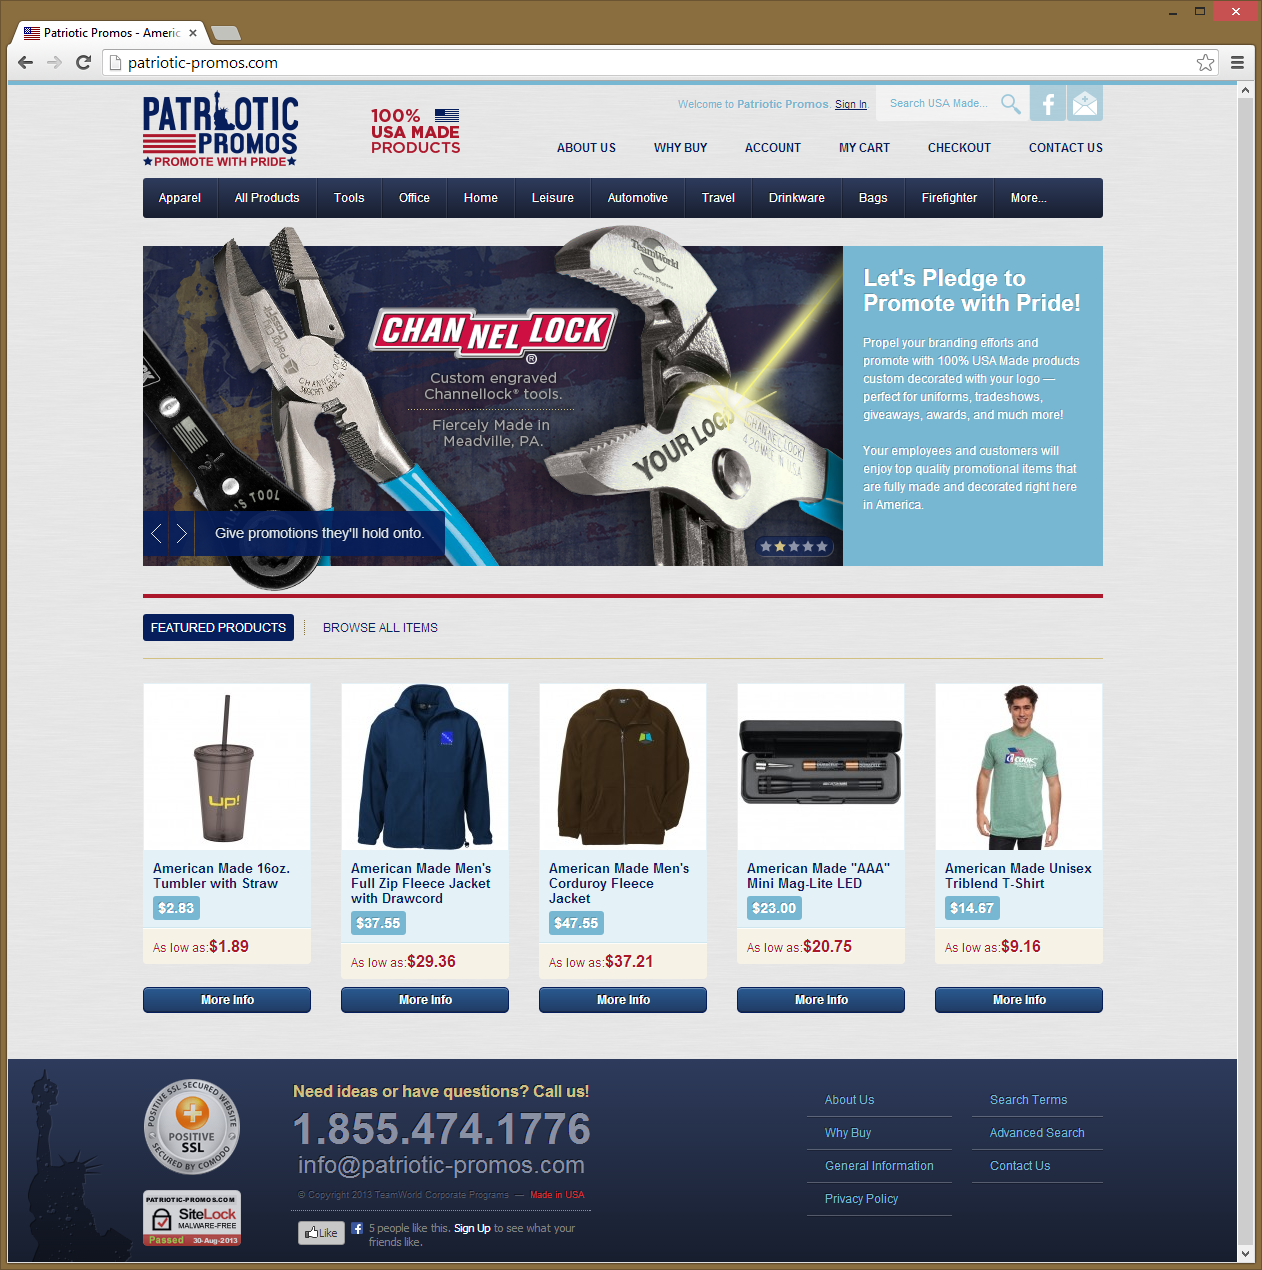 Patriotic Promos - Americ
patriotic-promos.com
PATRIOTIC
PROMOS
PROMOTE WITH PRIDE
100%
USA MADE
PRODUCTS
Welcome to Patriotic Promos. Sign In.
Search USA Made...
ABOUT US WHY BUY ACCOUNT MY CART CHECKOUT CONTACT US
Apparel All Products Tools Office Home Leisure Automotive Travel Drinkware Bags Firefighter More...
TeamWorld
Corporate Programs
CHANNELLOCK®
Custom engraved
Channellock® tools.
Fiercely Made in
Meadville, PA.
YOUR LOGO
CHANNELLOCK
420 MADE IN U.S.A
Give promotions they'll hold onto.
Let's Pledge to
Promote with Pride!
Propel your branding efforts and
promote with 100% USA Made products
custom decorated with your logo —
perfect for uniforms, tradeshows,
giveaways, awards, and much more!
Your employees and customers will
enjoy top quality promotional items that
are fully made and decorated right here
in America.
FEATURED PRODUCTS BROWSE ALL ITEMS
up!
COOK
American Made 16oz.
Tumbler with Straw
$2.83
As low as:$1.89
More Info
American Made Men's
Full Zip Fleece Jacket
with Drawcord
$37.55
As low as:$29.36
More Info
American Made Men's
Corduroy Fleece
Jacket
$47.55
As low as:$37.21
More Info
American Made "AAA"
Mini Mag-Lite LED
$23.00
As low as:$20.75
More Info
American Made Unisex
Triblend T-Shirt
$14.67
As low as:$9.16
More Info
POSITIVE SSL SECURED WEBSITE
POSITIVE
SSL
SECURED BY COMODO
PATRIOTIC-PROMOS.COM
SiteLock
MALWARE-FREE
Passed 30-Aug-2013
Need ideas or have questions? Call us!
1.855.474.1776
info@patriotic-promos.com
© Copyright 2013 TeamWorld Corporate Programs — Made in USA
Like
5 people like this. Sign Up to see what your
friends like.
About Us
Why Buy
General Information
Privacy Policy
Search Terms
Advanced Search
Contact Us